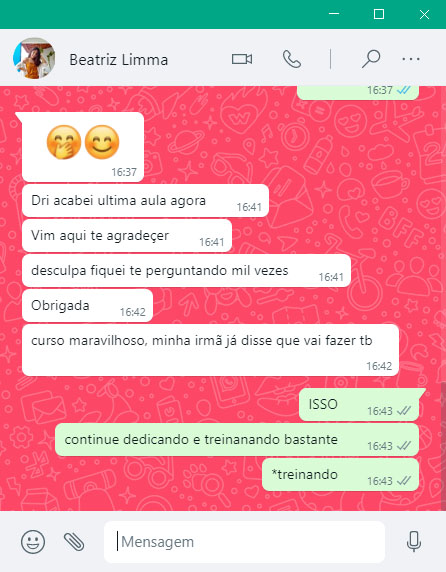 Beatriz Limma
16:37
16:37
Dri acabei ultima aula agora
16:41
Vim aqui te agradeçer
16:41
desculpa fiquei te perguntando mil vezes
16:41
Obrigada
16:42
curso maravilhoso, minha irmã já disse que vai fazer tb
16:42
ISSO
16:43
continue dedicando e treinanando bastante
16:43
*treinando
16:43
Mensagem